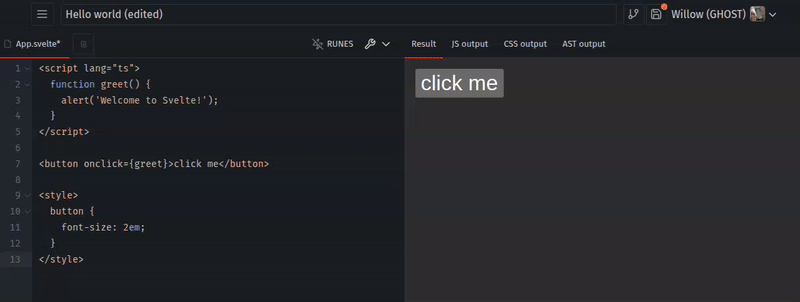 Hello world (edited)
Willow (GHOST)
App.svelte*
RUNES
Result
JS output
CSS output
AST output
1 <script lang="ts">
2 function greet() {
3 alert('Welcome to Svelte!');
4 }
5 </script>
6
7 <button onclick={greet}>click me</button>
8
9 <style>
10 button {
11 font-size: 2em;
12 }
13 </style>
click me